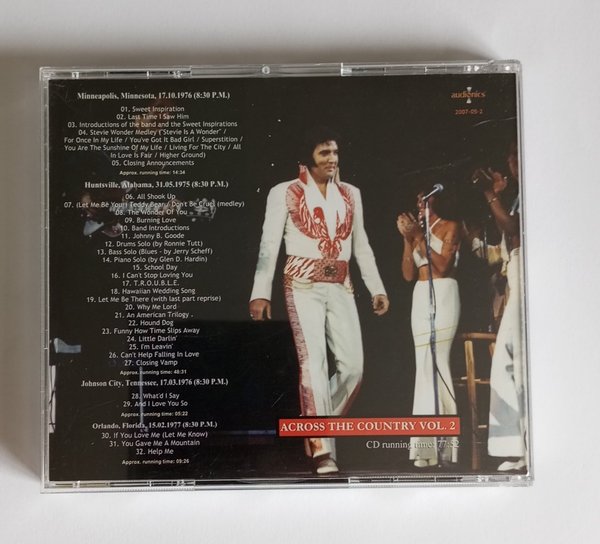 Minneapolis, Minnesota, 17.10.1976 (8:30 P.M.)
01. Sweet Inspiration
02. Last Time I Saw Him
03. Introductions of the band and the Sweet Inspirations
04. Stevie Wonder Medley ("Stevie Is A Wonder" /
For Once In My Life / You've Got It Bad Girl / Superstition /
You Are The Sunshine Of My Life / Living For The City / All
In Love Is Fair / Higher Ground)
05. Closing Announcements
Approx. running time: 14:34
Huntsville, Alabama, 31.05.1975 (8:30 P.M.)
06. All Shook Up
07. (Let Me Be Your) Teddy Bear / Don't Be Cruel (medley)
08. The Wonder Of You
09. Burning Love
10. Band Introductions
11. Johnny B. Goode
12. Drums Solo (by Ronnie Tutt)
13. Bass Solo (Blues - by Jerry Scheff)
14. Piano Solo (by Glen D. Hardin)
15. School Day
16. I Can't Stop Loving You
17. T.R.O.U.B.L.E.
18. Hawaiian Wedding Song
19. Let Me Be There (with last part reprise)
20. Why Me Lord
21. An American Trilogy
22. Hound Dog
23. Funny How Time Slips Away
24. Little Darlin'
25. I'm Leavin'
26. Can't Help Falling In Love
27. Closing Vamp
Approx. running time: 48:31
Johnson City, Tennessee, 17.03.1976 (8:30 P.M.)
28. What'd I Say
29. And I Love You So
Approx. running time: 05:22
Orlando, Florida, 15.02.1977 (8:30 P.M.)
30. If You Love Me (Let Me Know)
31. You Gave Me A Mountain
32. Help Me
Approx. running time: 09:26
audionics
2007-05-2
ACROSS THE COUNTRY VOL. 2
CD running time: 77:52